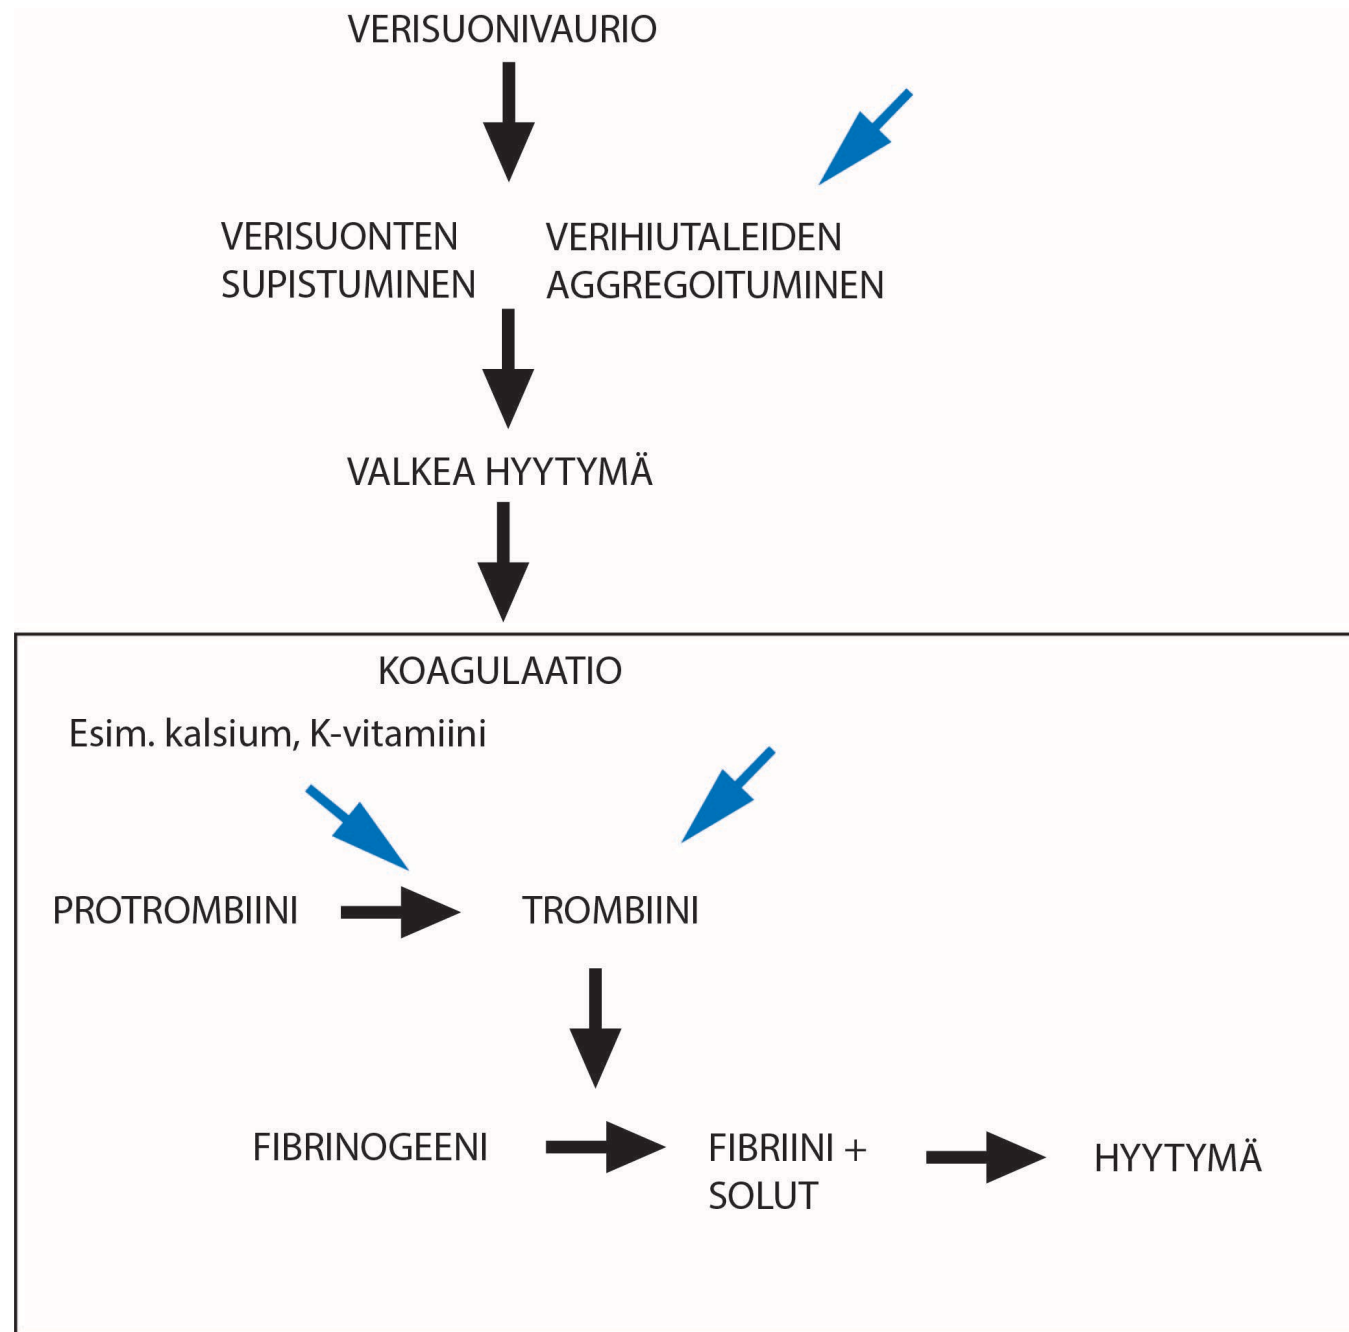 VERISUONIVAURIO
VERISUONTEN
SUPISTUMINEN
VERIHIUTALEIDEN
AGGREGOITUMINEN
VALKEA HYYTYMÄ
KOAGULAATIO
Esim. kalsium, K-vitamiini
PROTROMBIINI
TROMBIINI
FIBRINOGEENI
FIBRIINI +
SOLUT
HYYTYMÄ